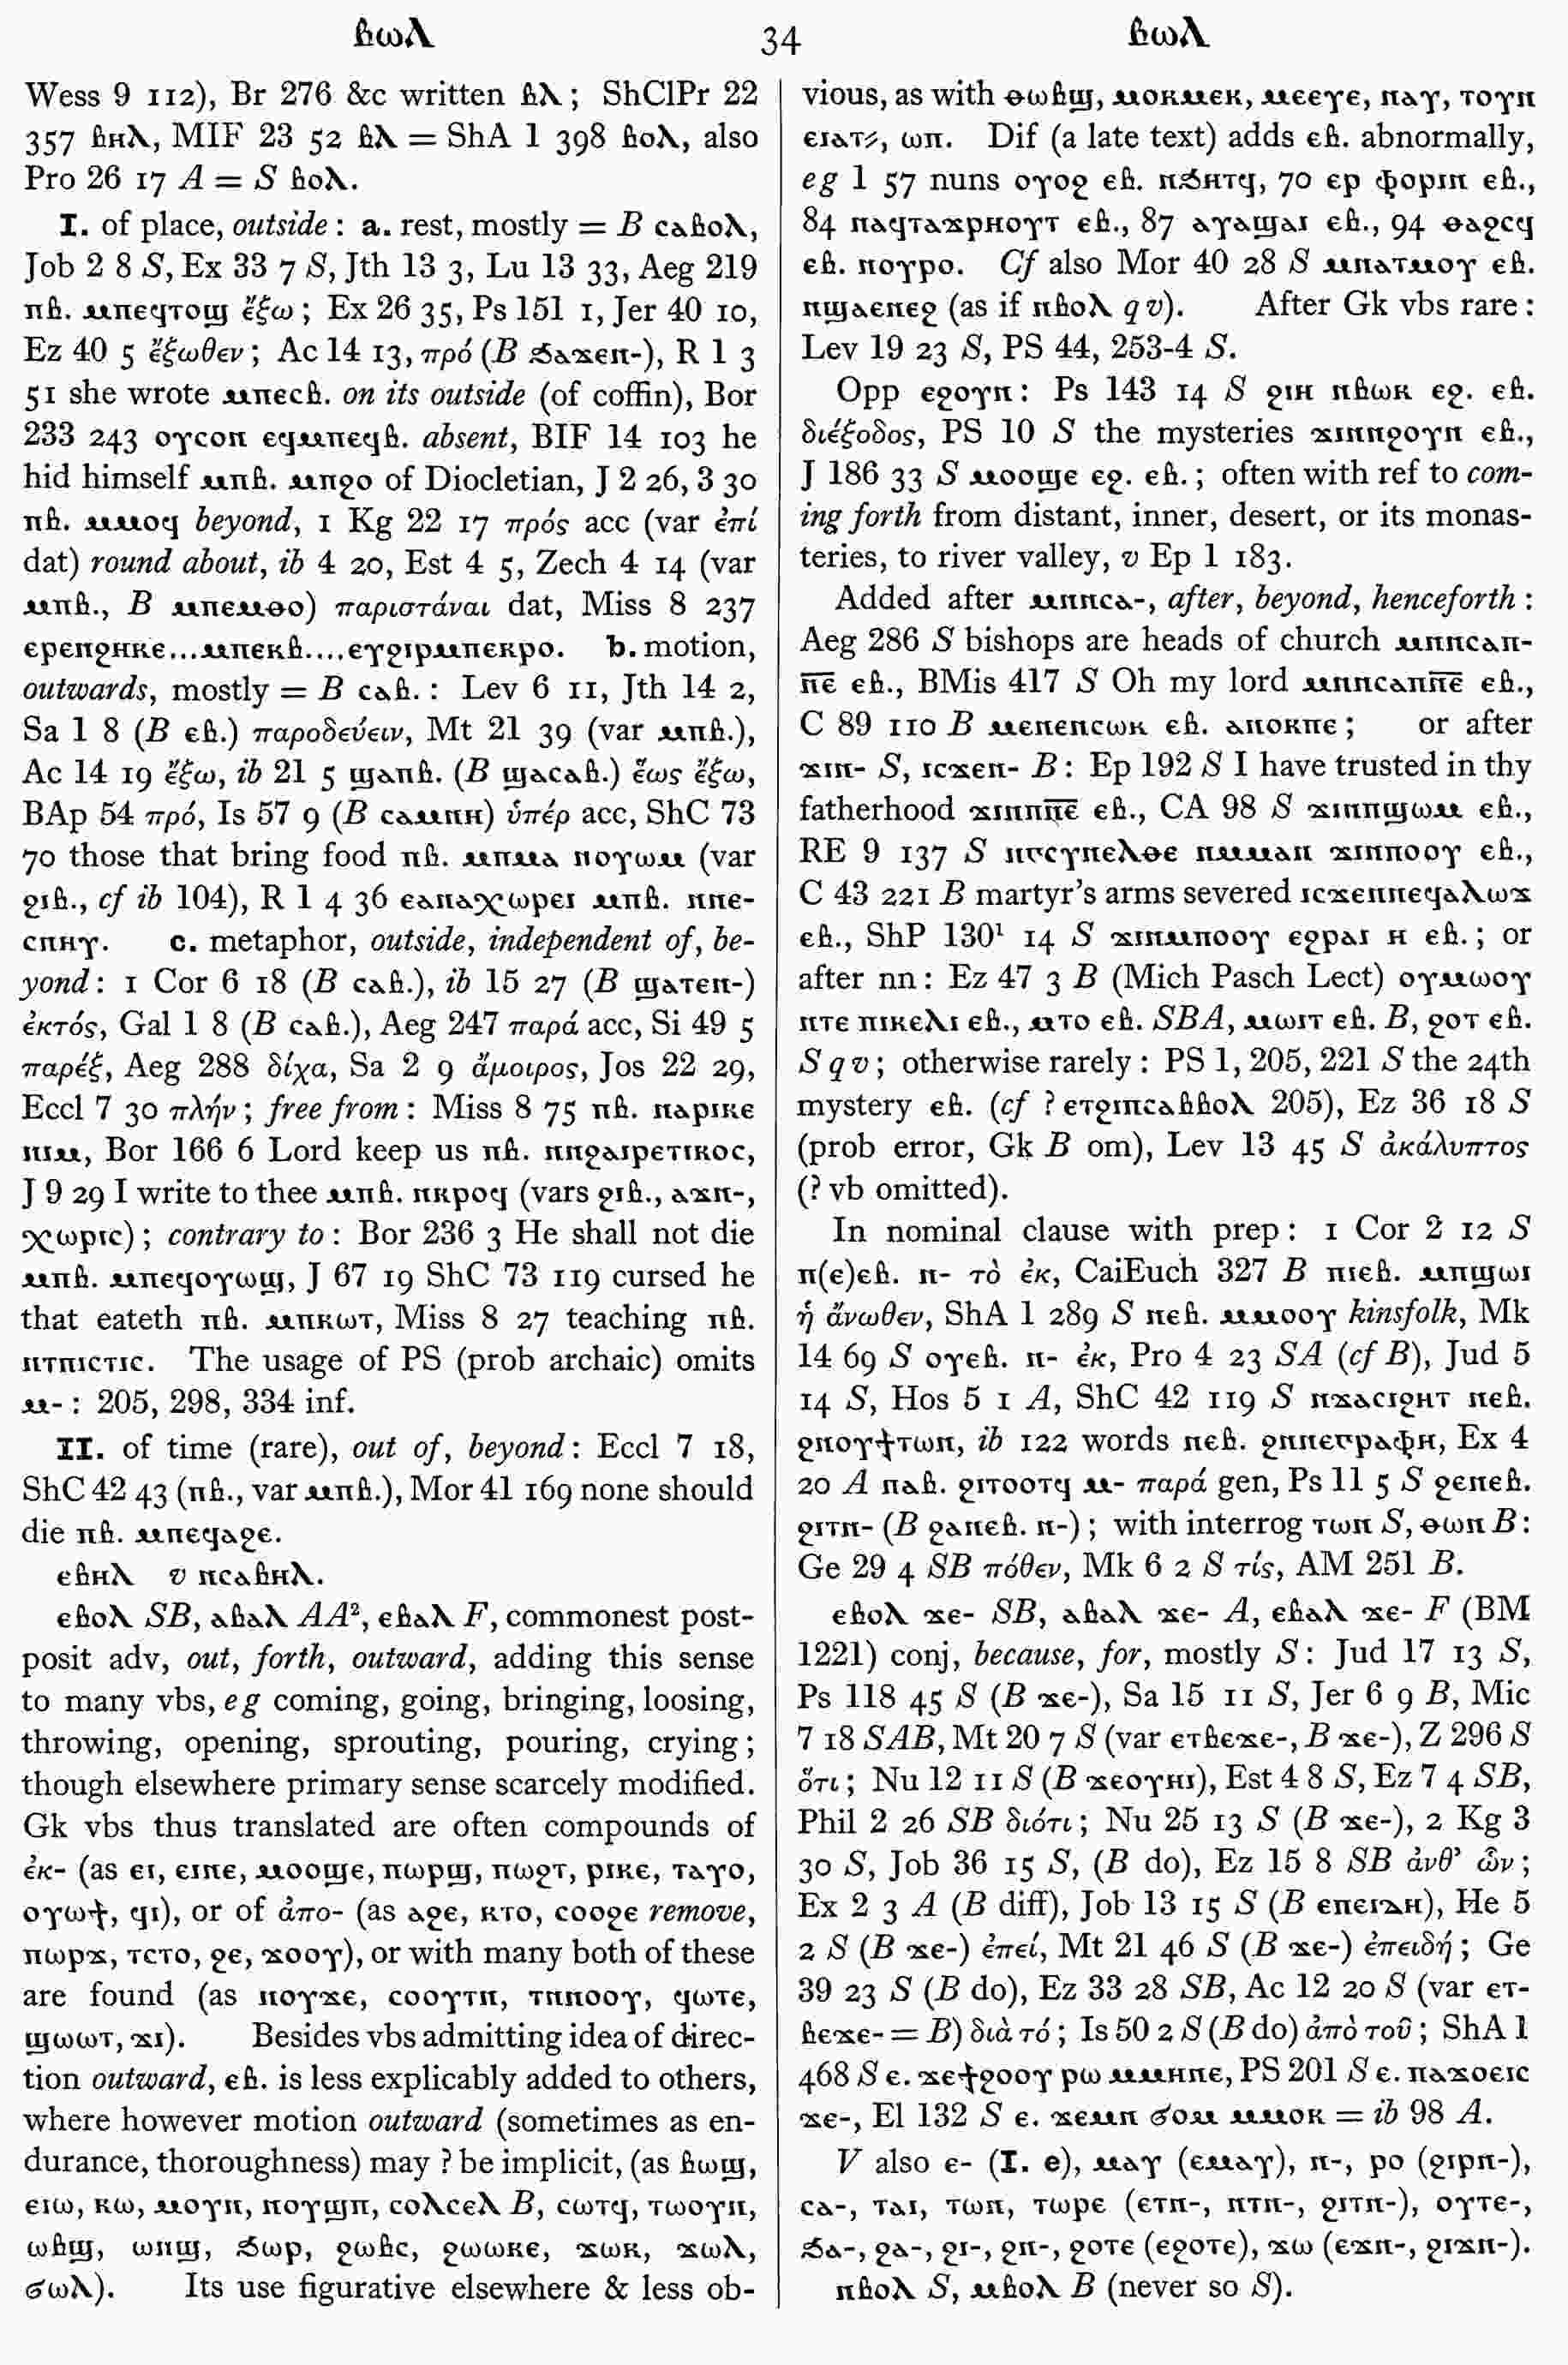 ⲃⲱⲗ 34 ⲃⲱⲗ
Wess 9 112), Br 276 &c written ⲃⲗ; ShClPr 22
357 ⲃⲏⲗ, MIF 23 52 ⲃⲗ = ShA 1 398 ⲃⲟⲗ, also
Pro 26 17 A = S ⲃⲟⲗ.
I. of place, outside: a. rest, mostly = B ⲥⲁⲃⲟⲗ,
Job 2 8 S, Ex 33 7 S, Jth 13 3, Lu 13 33, Aeg 219
ⲡⲃ. ⲙⲡⲉϥⲧⲟϣ ἔξω; Ex 26 35, Ps 151 1, Jer 40 10,
Ez 40 5 ἔξωθεν; Ac 14 13, πρό (B ϧⲁϫⲉⲛ-), R 1 3
51 she wrote ⲙⲡⲉⲥⲃ. on its outside (of coffin), Bor
233 243 ⲟⲩⲥⲟⲛ ⲉϥⲙⲡⲉϥⲃ. absent, BIF 14 103 he
hid himself ⲙⲡⲃ. ⲙⲡϩⲟ of Diocletian, J 2 26, 3 30
ⲡⲃ. ⲙⲙⲟϥ beyond, 1 Kg 22 17 πρός acc (var ἐπί
dat) round about, ib 4 20, Est 4 5, Zech 4 14 (var
ⲙⲡⲃ., B ⲙⲡⲉⲙⲑⲟ) παριστάναι dat, Miss 8 237
ⲉⲣⲉⲛϩⲏⲕⲉ...ⲙⲡⲉⲕⲃ....ⲉⲩϩⲓⲣⲙⲡⲉⲕⲣⲟ. b. motion,
outwards, mostly = B ⲥⲁⲃ.: Lev 6 11, Jth 14 2,
Sa 1 8 (B ⲉⲃ.) παροδεύειν, Mt 21 39 (var ⲙⲡⲃ.),
Ac 14 19 ἔξω, ib 21 5 ϣⲁⲡⲃ. (B ϣⲁⲥⲁⲃ.) ἕως ἔξω,
BAp 54 πρό, Is 57 9 (B ⲥⲁⲙⲛⲏ) ὑπέρ acc, ShC 73
70 those that bring food ⲡⲃ. ⲙⲡⲙⲁ ⲛⲟⲩⲱⲙ (var
ϩⲓⲃ., cf ib 104), R 1 4 36 ⲉⲁⲛⲁⲭⲱⲣⲉⲓ ⲙⲡⲃ. ⲛⲛⲉ-
ⲥⲛⲏⲩ. c. metaphor, outside, independent of, be-
yond: 1 Cor 6 18 (B ⲥⲁⲃ.), ib 15 27 (B ϣⲁⲧⲉⲛ-)
ἐκτός, Gal 1 8 (B ⲥⲁⲃ.), Aeg 247 παρά acc, Si 49 5
παρέξ, Aeg 288 δίχα, Sa 2 9 ἄμοιρος, Jos 22 29,
Eccl 7 30 πλήν; free from: Miss 8 75 ⲡⲃ. ⲛⲁⲣⲓⲕⲉ
ⲛⲓⲙ, Bor 166 6 Lord keep us ⲡⲃ. ⲛⲛϩⲁⲓⲣⲉⲧⲓⲕⲟⲥ,
J 9 29 I write to thee ⲙⲡⲃ. ⲛⲕⲣⲟϥ (vars ϩⲓⲃ., ⲁϫⲛ-,
ⲭⲱⲣⲓⲥ); contrary to: Bor 236 3 He shall not die
ⲙⲡⲃ. ⲙⲡⲉϥⲟⲩⲱϣ, J 67 19 ShC 73 119 cursed he
that eateth ⲡⲃ. ⲙⲡⲕⲱⲧ, Miss 8 27 teaching ⲡⲃ.
ⲛⲧⲡⲓⲥⲧⲓⲥ. The usage of PS (prob archaic) omits
ⲙ-: 205, 298, 334 inf.
II. of time (rare), out of, beyond: Eccl 7 18,
ShC 42 43 (ⲡⲃ., var ⲙⲡⲃ.), Mor 41 169 none should
die ⲡⲃ. ⲙⲡⲉϥⲁϩⲉ.
ⲉⲃⲏⲗ v ⲛⲥⲁⲃⲏⲗ.
ⲉⲃⲟⲗ SB, ⲁⲃⲁⲗ AA², ⲉⲃⲁⲗ F, commonest post-
posit adv, out, forth, outward, adding this sense
to many vbs, eg coming, going, bringing, loosing,
throwing, opening, sprouting, pouring, crying;
though elsewhere primary sense scarcely modified.
Gk vbs thus translated are often compounds of
ἐκ- (as ⲉⲓ, ⲉⲓⲛⲉ, ⲙⲟⲟϣⲉ, ⲡⲱⲣϣ, ⲡⲱϩⲧ, ⲣⲓⲕⲉ, ⲧⲁⲩⲟ,
ⲟⲩⲱϯ, ϥⲓ), or of ἀπο- (as ⲁϩⲉ, ⲕⲧⲟ, ⲥⲟⲟϩⲉ remove,
ⲡⲱⲣϫ, ⲧⲥⲧⲟ, ϩⲉ, ϫⲟⲟⲩ), or with many both of these
are found (as ⲛⲟⲩϫⲉ, ⲥⲟⲟⲩⲧⲛ, ⲧⲛⲛⲟⲟⲩ, ϥⲱⲧⲉ,
ϣⲱⲱⲧ, ϫⲓ). Besides vbs admitting idea of direc-
tion outward, ⲉⲃ. is less explicably added to others,
where however motion outward (sometimes as en-
durance, thoroughness) may ? be implicit, (as ⲃⲱϣ,
ⲉⲓⲱ, ⲕⲱ, ⲙⲟⲩⲛ, ⲛⲟⲩϣⲡ, ⲥⲟⲗⲥⲉⲗ B, ⲥⲱⲧϥ, ⲧⲱⲟⲩⲛ,
ⲱⲃϣ, ⲱⲛϣ, ϧⲱⲣ, ϩⲱⲃⲥ, ϩⲱⲱⲕⲉ, ϫⲱⲕ, ϫⲱⲗ,
ϭⲱⲗ). Its use figurative elsewhere & less ob-
vious, as with ⲑⲱⲃϣ, ⲙⲟⲕⲙⲉⲕ, ⲙⲉⲉⲩⲉ, ⲛⲁⲩ, ⲧⲟⲩⲛ
ⲉⲓⲁⲧ⸗, ⲱⲡ. Dif (a late text) adds ⲉⲃ. abnormally,
eg 1 57 nuns ⲟⲩⲟϩ ⲉⲃ. ⲛϧⲏⲧϥ, 70 ⲉⲣ ⲫⲟⲣⲓⲛ ⲉⲃ.,
84 ⲛⲁϥⲧⲁϫⲣⲏⲟⲩⲧ ⲉⲃ., 87 ⲁⲩⲁϣⲁⲓ ⲉⲃ., 94 ⲑⲁϩⲥϥ
ⲉⲃ. ⲛⲟⲩⲣⲟ. Cf also Mor 40 28 S ⲙⲛⲁⲧⲙⲟⲩ ⲉⲃ.
ⲛϣⲁⲉⲛⲉϩ (as if ⲛⲃⲟⲗ q v). After Gk vbs rare:
Lev 19 23 S, PS 44, 253-4 S.
Opp ⲉϩⲟⲩⲛ: Ps 143 14 S ϩⲓⲏ ⲛⲃⲱⲕ ⲉϩ. ⲉⲃ.
διέξοδος, PS 10 S the mysteries ϫⲓⲛⲛϩⲟⲩⲛ ⲉⲃ.,
J 186 33 S ⲙⲟⲟϣⲉ ⲉϩ. ⲉⲃ.; often with ref to com-
ing forth from distant, inner, desert, or its monas-
teries, to river valley, v Ep 1 183.
Added after ⲙⲛⲛⲥⲁ-, after, beyond, henceforth:
Aeg 286 S bishops are heads of church ⲙⲛⲛⲥⲁⲛ-
ⲛ̅ⲉ̅ ⲉⲃ., BMis 417 S Oh my lord ⲙⲛⲛⲥⲁⲛⲛ̅ⲉ̅ ⲉⲃ.,
C 89 110 B ⲙⲉⲛⲉⲛⲥⲱⲕ ⲉⲃ. ⲁⲛⲟⲕⲡⲉ; or after
ϫⲓⲛ- S, ⲓⲥϫⲉⲛ- B: Ep 192 S I have trusted in thy
fatherhood ϫⲓⲛⲛⲛ̅ⲉ̅ ⲉⲃ., CA 98 S ϫⲓⲛⲡϣⲱⲙ ⲉⲃ.,
RE 9 137 S ⲛⲅⲥⲩⲛⲉⲗⲑⲉ ⲛⲙⲙⲁⲛ ϫⲓⲛⲡⲟⲟⲩ ⲉⲃ.,
C 43 221 B martyr's arms severed ⲓⲥϫⲉⲛⲛⲉϥⲁⲗⲱϫ
ⲉⲃ., ShP 130¹ 14 S ϫⲓⲛⲙⲡⲟⲟⲩ ⲉϩⲣⲁⲓ ⲏ ⲉⲃ.; or
after nn: Ez 47 3 B (Mich Pasch Lect) ⲟⲩⲙⲱⲟⲩ
ⲛⲧⲉ ⲡⲓⲕⲉⲗⲓ ⲉⲃ., ⲙⲧⲟ ⲉⲃ. SBA, ⲙⲱⲓⲧ ⲉⲃ. B, ϩⲟⲧ ⲉⲃ.
S q v; otherwise rarely: PS 1, 205, 221 S the 24th
mystery ⲉⲃ. (cf ? ⲉⲧϩⲓⲡⲥⲁⲃⲃⲟⲗ 205), Ez 36 18 S
(prob error, Gk B om), Lev 13 45 S ἀκάλυπτος
(? vb omitted).
In nominal clause with prep: 1 Cor 2 12 S
ⲡ(ⲉ)ⲉⲃ. ⲛ- τὸ ἐκ, CaiEuch 327 B ⲡⲓⲉⲃ. ⲙⲡϣⲱⲓ
ἡ ἄνωθεν, ShA 1 289 S ⲛⲉⲃ. ⲙⲙⲟⲟⲩ kinsfolk, Mk
14 69 S ⲟⲩⲉⲃ. ⲛ- ἐκ, Pro 4 23 SA (cf B), Jud 5
14 S, Hos 5 1 A, ShC 42 119 S ⲛϫⲁⲥⲓϩⲏⲧ ⲛⲉⲃ.
ϩⲛⲟⲩϯⲧⲱⲛ, ib 122 words ⲛⲉⲃ. ϩⲛⲛⲉⲅⲣⲁⲫⲏ, Ex 4
20 A ⲡⲁⲃ. ϩⲓⲧⲟⲟⲧϥ ⲙ- παρά gen, Ps 11 5 S ϩⲉⲛⲉⲃ.
ϩⲓⲧⲛ- (B ϩⲁⲛⲉⲃ. ⲛ-); with interrog ⲧⲱⲛ S, ⲑⲱⲛ B:
Ge 29 4 SB πόθεν, Mk 6 2 S τίς, AM 251 B.
ⲉⲃⲟⲗ ϫⲉ- SB, ⲁⲃⲁⲗ ϫⲉ- A, ⲉⲃⲁⲗ ϫⲉ- F (BM
1221) conj, because, for, mostly S: Jud 17 13 S,
Ps 118 45 S (B ϫⲉ-), Sa 15 11 S, Jer 6 9 B, Mic
7 18 SAB, Mt 20 7 S (var ⲉⲧⲃⲉϫⲉ-, B ϫⲉ-), Z 296 S
ὅτι; Nu 12 11 S (B ϫⲉⲟⲩⲏⲓ), Est 4 8 S, Ez 7 4 SB,
Phil 2 26 SB διότι; Nu 25 13 S (B ϫⲉ-), 2 Kg 3
30 S, Job 36 15 S, (B do), Ez 15 8 SB ἀνθ' ὧν;
Ex 2 3 A (B diff), Job 13 15 S (B ⲉⲡⲉⲓⲇⲏ), He 5
2 S (B ϫⲉ-) ἐπεί, Mt 21 46 S (B ϫⲉ-) ἐπειδή; Ge
39 23 S (B do), Ez 33 28 SB, Ac 12 20 S (var ⲉⲧ-
ⲃⲉϫⲉ- = B) διὰ τό; Is 50 2 S (B do) ἀπὸ τοῦ; ShA 1
468 S ⲉ. ϫⲉϯϩⲟⲟⲩ ⲣⲱ ⲙⲙⲏⲛⲉ, PS 201 S ⲉ. ⲡⲁϫⲟⲉⲓⲥ
ϫⲉ-, El 132 S ⲉ. ϫⲉⲙⲛ ϭⲟⲙ ⲙⲙⲟⲕ = ib 98 A.
V also ⲉ- (I. e), ⲙⲁⲩ (ⲉⲙⲁⲩ), ⲛ-, ⲣⲟ (ϩⲓⲣⲛ-),
ⲥⲁ-, ⲧⲁⲓ, ⲧⲱⲛ, ⲧⲱⲣⲉ (ⲉⲧⲛ-, ⲛⲧⲛ-, ϩⲓⲧⲛ-), ⲟⲩⲧⲉ-,
ϧⲁ-, ϩⲁ-, ϩⲓ-, ϩⲛ-, ϩⲟⲧⲉ (ⲉϩⲟⲧⲉ), ϫⲱ (ⲉϫⲛ-, ϩⲓϫⲛ-).
ⲛⲃⲟⲗ S, ⲙⲃⲟⲗ B (never so S).